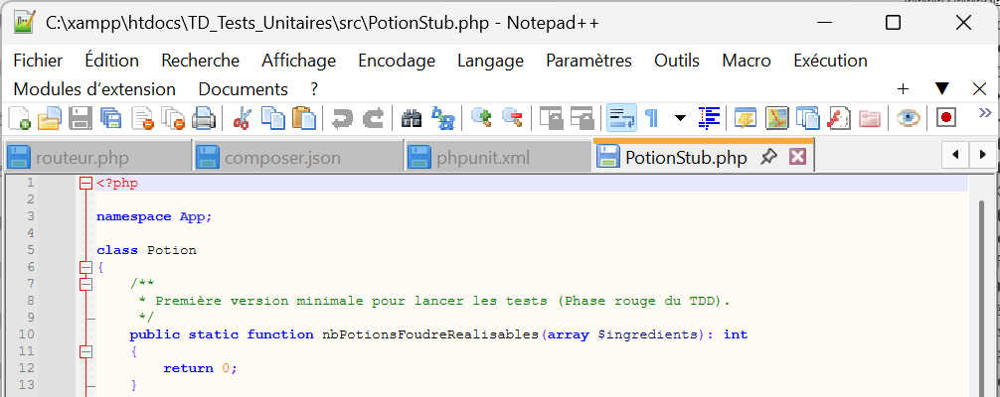 C:\xampp\htdocs\TD_Tests_Unitaires\src\PotionStub.php - Notepad++
Fichier Édition Recherche Affichage Encodage Langage Paramètres Outils Macro Exécution
Modules d'extension Documents ?
routeur.php composer.json phpunit.xml PotionStub.php
1 <?php
2
3 namespace App;
4
5 class Potion
6 {
7 /**
8 * Première version minimale pour lancer les tests (Phase rouge du TDD).
9 */
10 public static function nbPotionsFoudreRealisables(array $ingredients): int
11 {
12 return 0;
13 }